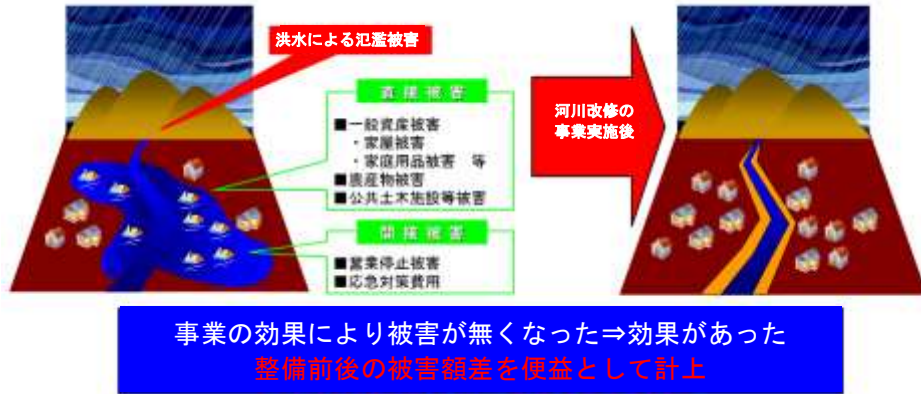 洪水による氾濫被害
直接被害
■一般資産被害
・家屋被害
・家庭用品被害　等
■農産物被害
■公共土木施設等被害
間接被害
■営業停止被害
■応急対策費用
河川改修の
事業実施後
事業の効果により被害が無くなった⇒効果があった
整備前後の被害額差を便益として計上